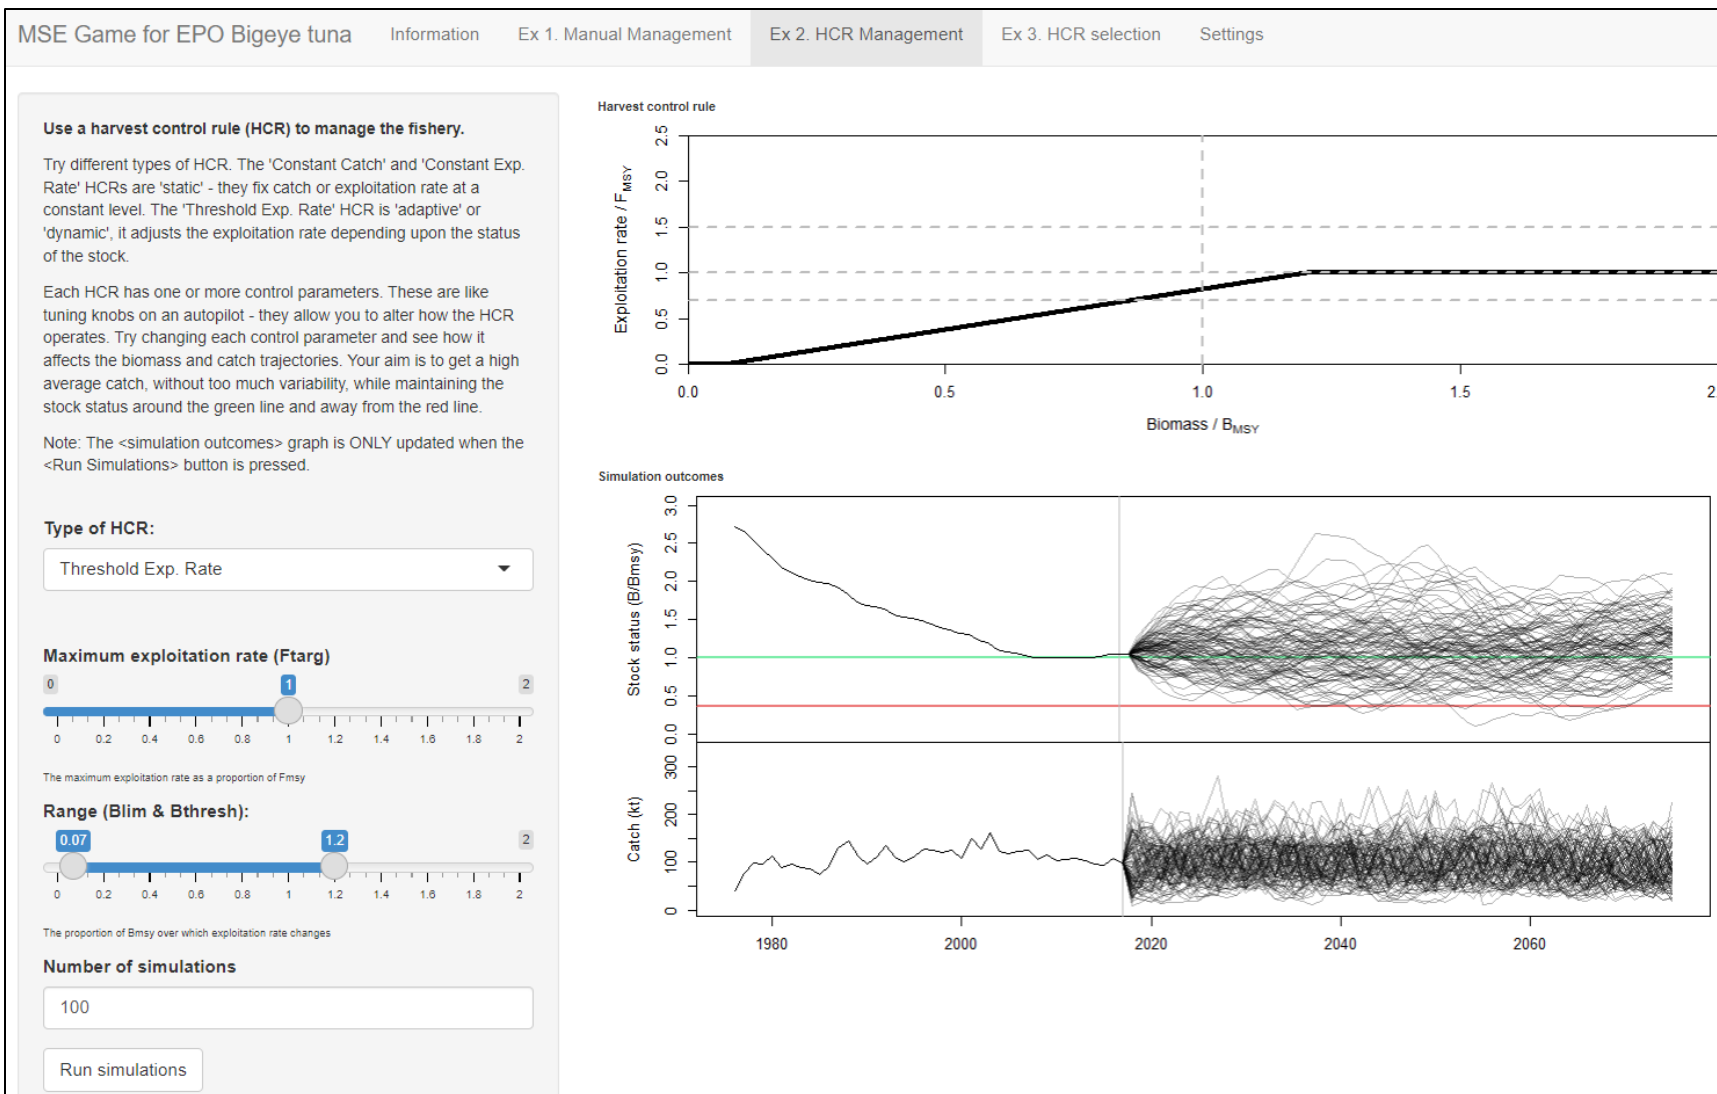 MSE Game for EPO Bigeye tuna Information Ex 1. Manual Management Ex 2. HCR Management Ex 3. HCR selection Settings
Use a harvest control rule (HCR) to manage the fishery.
Try different types of HCR. The 'Constant Catch' and 'Constant Exp.
Rate' HCRs are 'static' - they fix catch or exploitation rate at a
constant level. The 'Threshold Exp. Rate' HCR is 'adaptive' or
'dynamic', it adjusts the exploitation rate depending upon the status
of the stock.
Each HCR has one or more control parameters. These are like
tuning knobs on an autopilot - they allow you to alter how the HCR
operates. Try changing each control parameter and see how it
affects the biomass and catch trajectories. Your aim is to get a high
average catch, without too much variability, while maintaining the
stock status around the green line and away from the red line.
Note: The <simulation outcomes> graph is ONLY updated when the
<Run Simulations> button is pressed.
Type of HCR:
Threshold Exp. Rate
Maximum exploitation rate (Ftarg)
0 1 2
0 0.2 0.4 0.6 0.8 1 1.2 1.4 1.6 1.8 2
The maximum exploitation rate as a proportion of Fmsy
Range (Blim & Bthresh):
0.07 1.2 2
0 0.2 0.4 0.6 0.8 1 1.2 1.4 1.6 1.8 2
The proportion of Bmsy over which exploitation rate changes
Number of simulations
100
Run simulations
Harvest control rule
Exploitation rate / FMSY
2.5
2.0
1.5
1.0
0.5
0.0
0.0 0.5 1.0 1.5 2
Biomass / BMSY
Simulation outcomes
Stock status (B/Bmsy)
3.0
2.5
2.0
1.5
1.0
0.5
0.0
Catch (kt)
300
200
100
0
1980 2000 2020 2040 2060